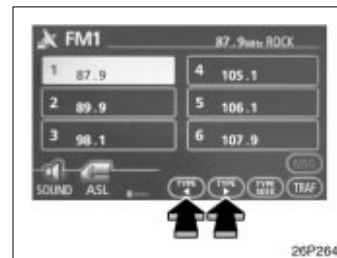 FM1 87.9MHz ROCK
1 87.9 4 105.1
2 89.9 5 106.1
3 98.1 6 107.9
MSG
SOUND ASL TYPE TYPE TYPE SEEK TRAF
26P264